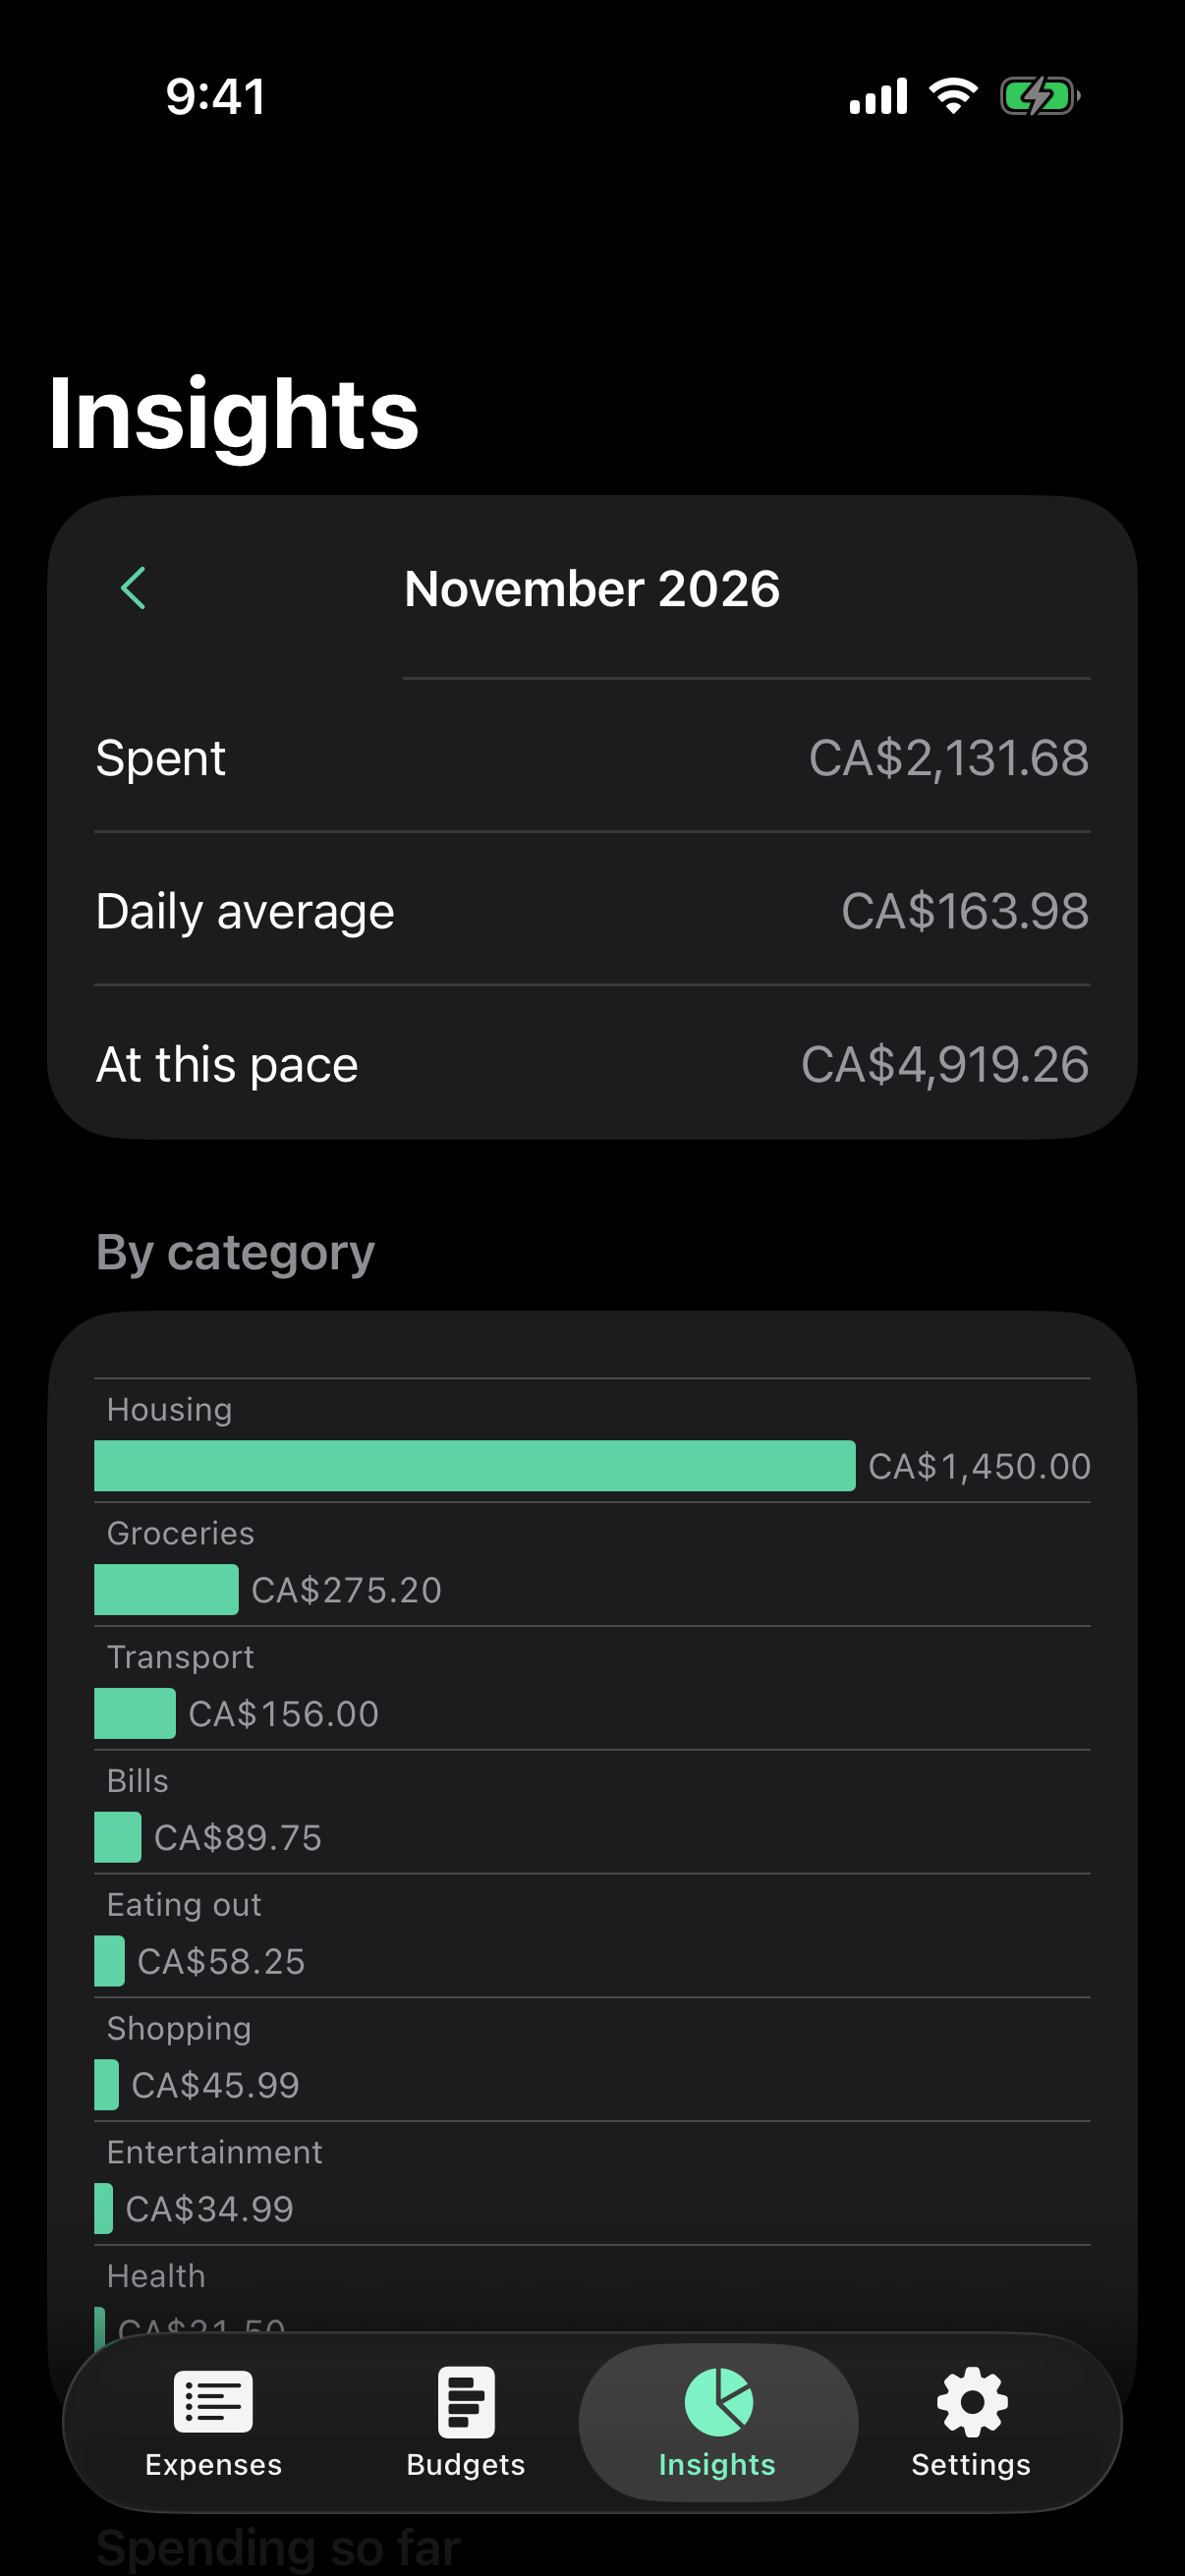 9:41
Insights
November 2026
Spent CA$2,131.68
Daily average CA$163.98
At this pace CA$4,919.26
By category
Housing
CA$1,450.00
Groceries
CA$275.20
Transport
CA$156.00
Bills
CA$89.75
Eating out
CA$58.25
Shopping
CA$45.99
Entertainment
CA$34.99
Health
CA$21.50
Expenses Budgets Insights Settings
Spending so far